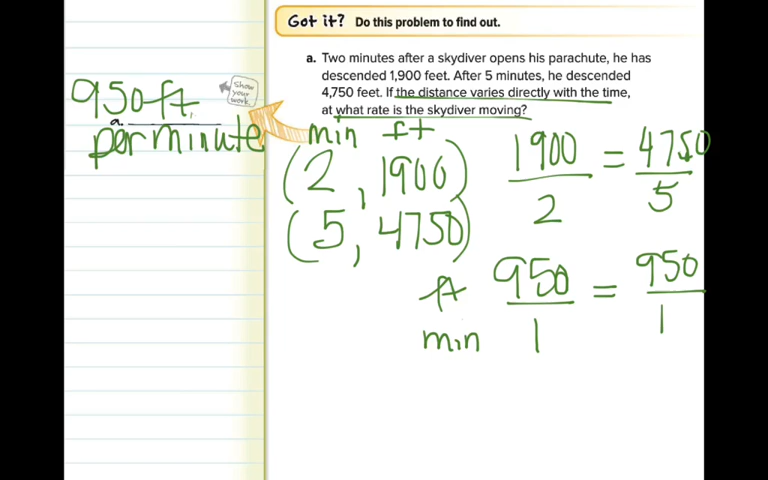 Got it? Do this problem to find out.
a. Two minutes after a skydiver opens his parachute, he has
descended 1,900 feet. After 5 minutes, he descended
4,750 feet. If the distance varies directly with the time,
at what rate is the skydiver moving?
Show
your
work.
950 ft.
a.
per minute
min ft
(2, 1900)
(5, 4750)
1900 = 4750
2 5
ft 950 = 950
min 1 1